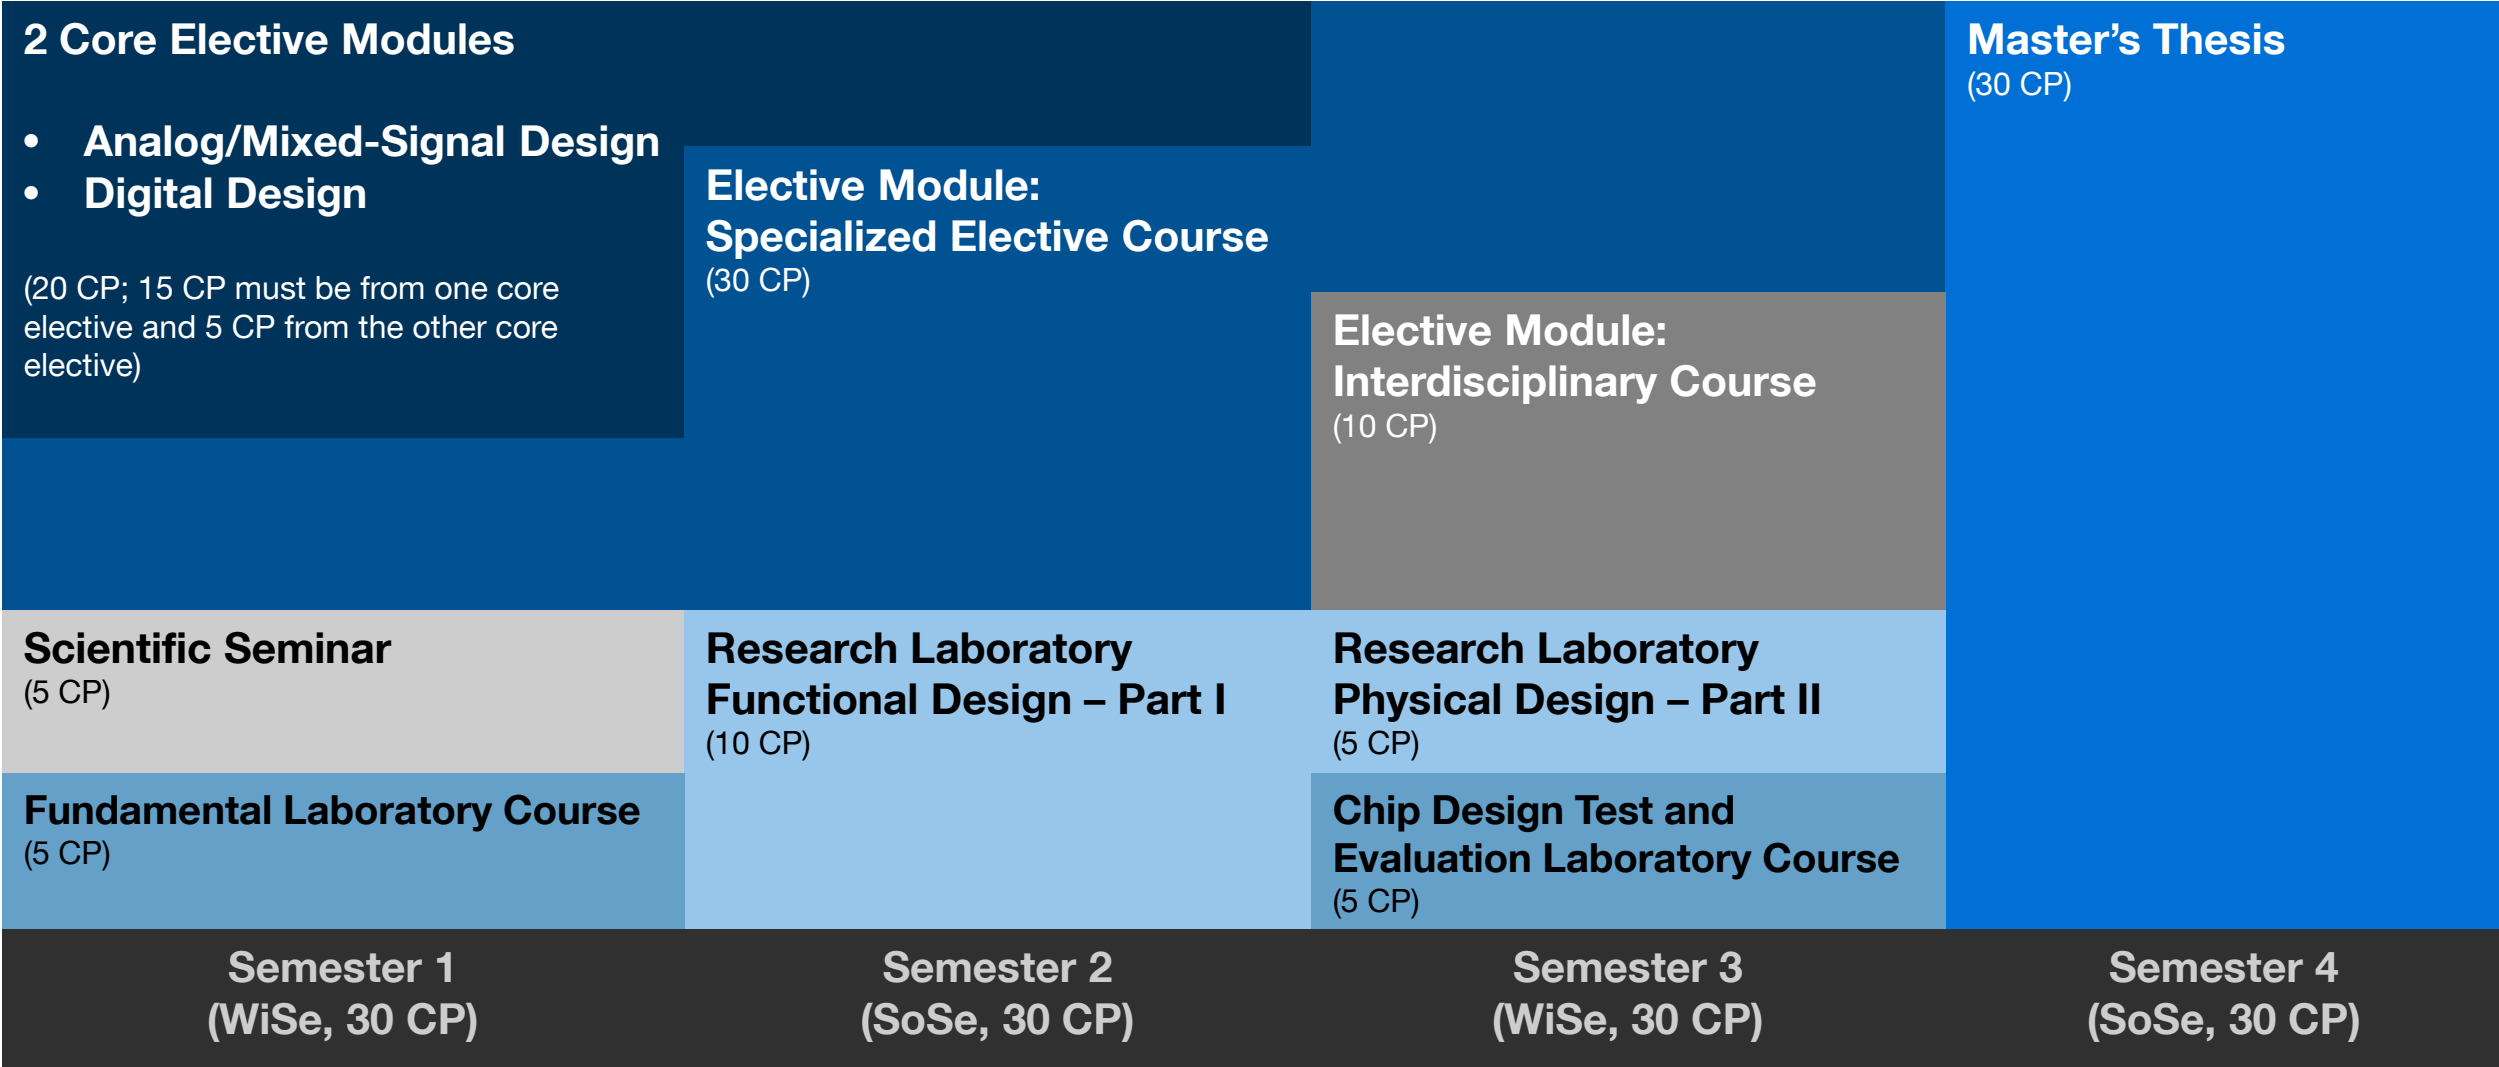 2 Core Elective Modules
• Analog/Mixed-Signal Design
• Digital Design
(20 CP; 15 CP must be from one core
elective and 5 CP from the other core
elective)
Elective Module:
Specialized Elective Course
(30 CP)
Elective Module:
Interdisciplinary Course
(10 CP)
Master’s Thesis
(30 CP)
Scientific Seminar
(5 CP)
Fundamental Laboratory Course
(5 CP)
Research Laboratory
Functional Design – Part I
(10 CP)
Research Laboratory
Physical Design – Part II
(5 CP)
Chip Design Test and
Evaluation Laboratory Course
(5 CP)
Semester 1
(WiSe, 30 CP)
Semester 2
(SoSe, 30 CP)
Semester 3
(WiSe, 30 CP)
Semester 4
(SoSe, 30 CP)